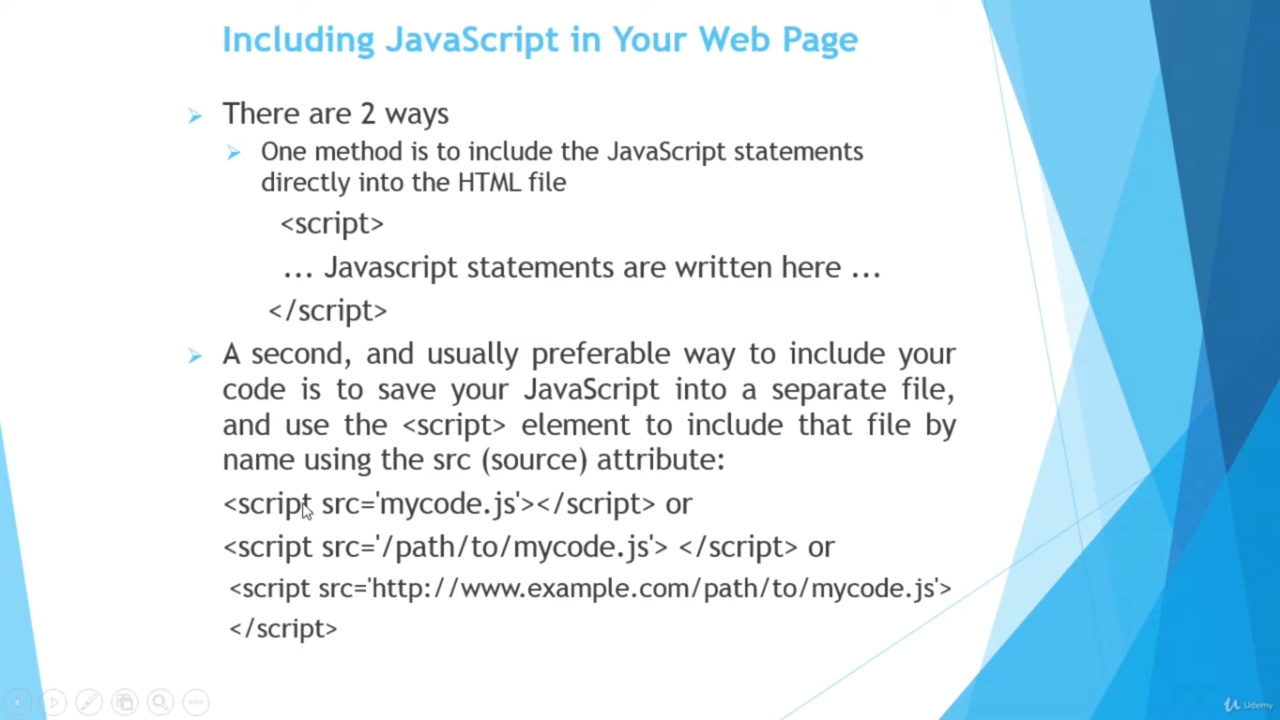 Including JavaScript in Your Web Page
There are 2 ways
One method is to include the JavaScript statements
directly into the HTML file
<script>
... Javascript statements are written here ...
</script>
A second, and usually preferable way to include your
code is to save your JavaScript into a separate file,
and use the <script> element to include that file by
name using the src (source) attribute:
<script src='mycode.js'></script> or
<script src='/path/to/mycode.js'> </script> or
<script src='http://www.example.com/path/to/mycode.js'>
</script>
Udemy